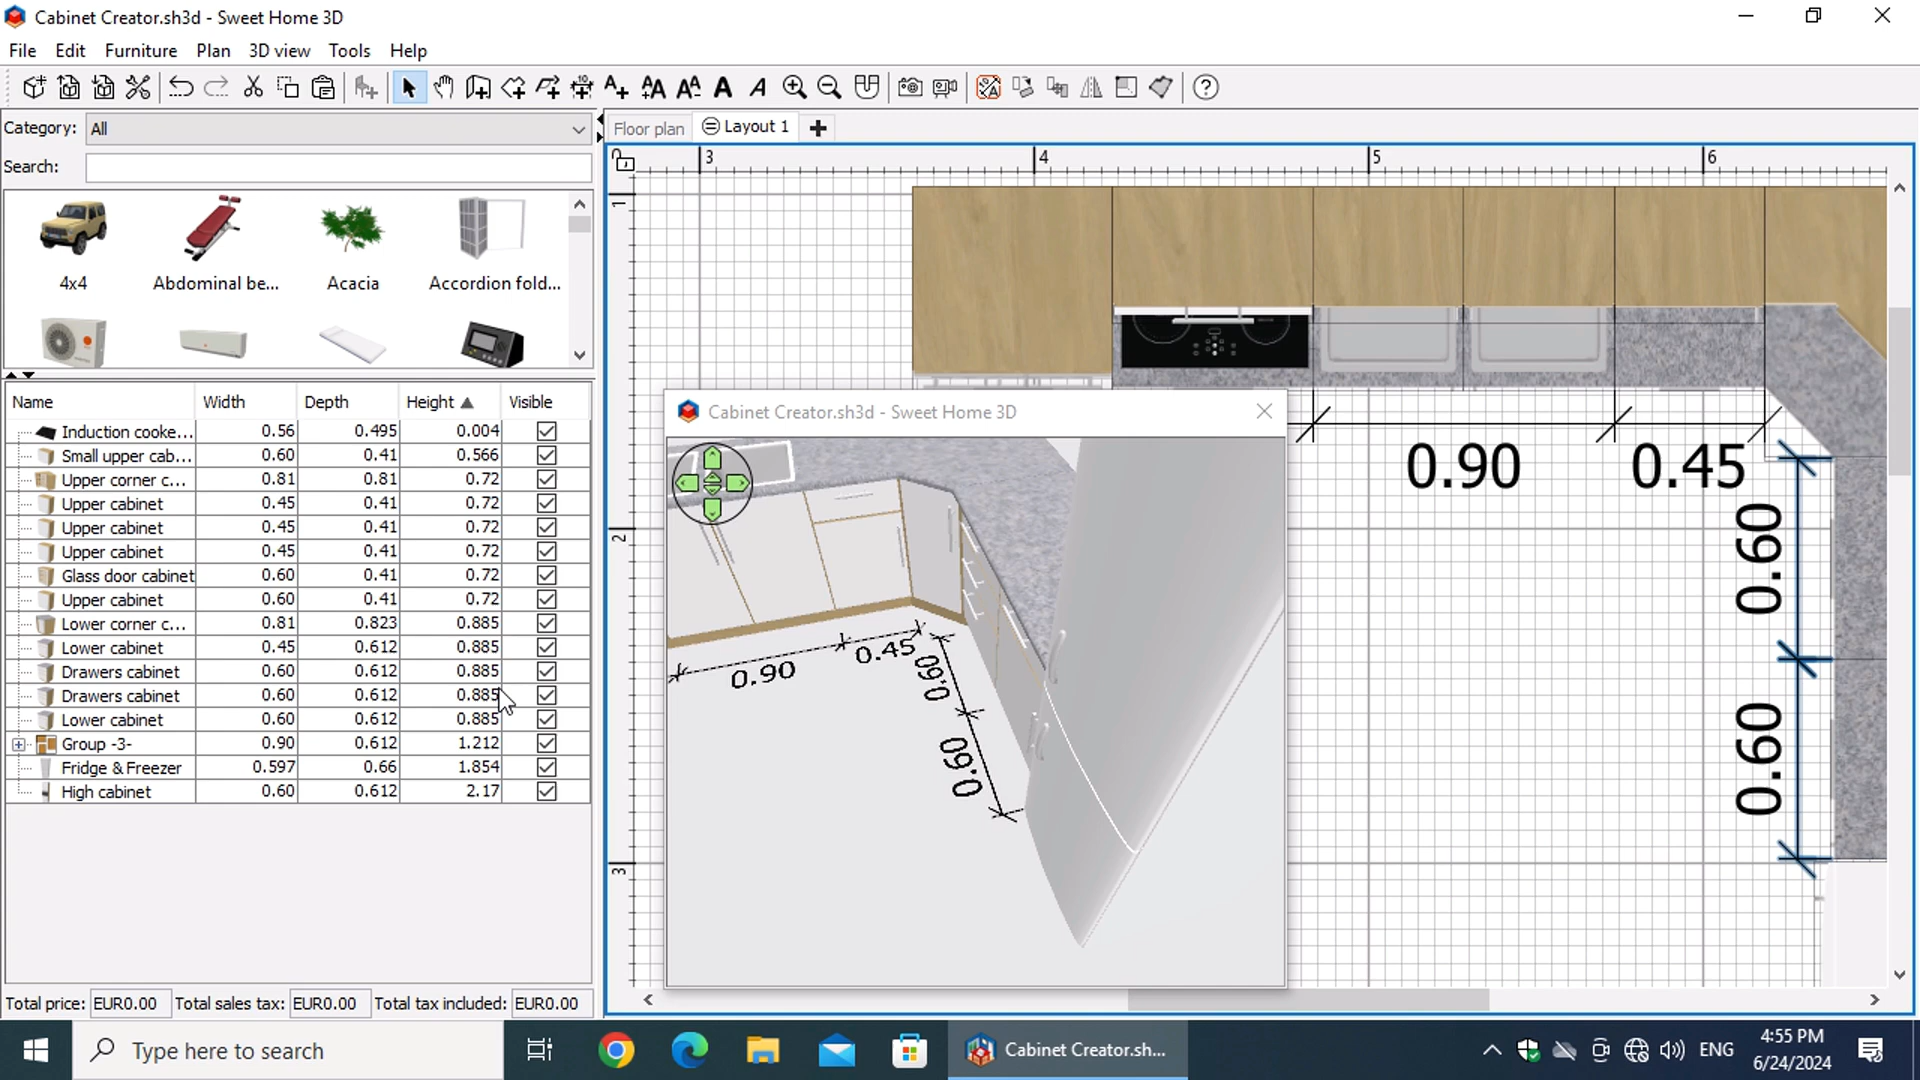 Cabinet Creator.sh3d - Sweet Home 3D
File Edit Furniture Plan 3D view Tools Help
Category: All
Search:
4x4 Abdominal be... Acacia Accordion fold...
Floor plan Layout 1
3 4 5 6
1
2
3
Name Width Depth Height Visible
Induction cooke... 0.56 0.495 0.004
Small upper cab... 0.60 0.41 0.566
Upper corner c... 0.81 0.81 0.72
Upper cabinet 0.45 0.41 0.72
Upper cabinet 0.45 0.41 0.72
Upper cabinet 0.45 0.41 0.72
Glass door cabinet 0.60 0.41 0.72
Upper cabinet 0.60 0.41 0.72
Lower corner c... 0.81 0.823 0.885
Lower cabinet 0.45 0.612 0.885
Drawers cabinet 0.60 0.612 0.885
Drawers cabinet 0.60 0.612 0.885
Lower cabinet 0.60 0.612 0.885
Group -3- 0.90 0.612 1.212
Fridge & Freezer 0.597 0.66 1.854
High cabinet 0.60 0.612 2.17
Total price: EUR0.00 Total sales tax: EUR0.00 Total tax included: EUR0.00
Cabinet Creator.sh3d - Sweet Home 3D
0.90 0.45
0.60
0.60
0.90 0.45
0.60
0.60
Type here to search
Cabinet Creator.sh...
ENG
4:55 PM
6/24/2024